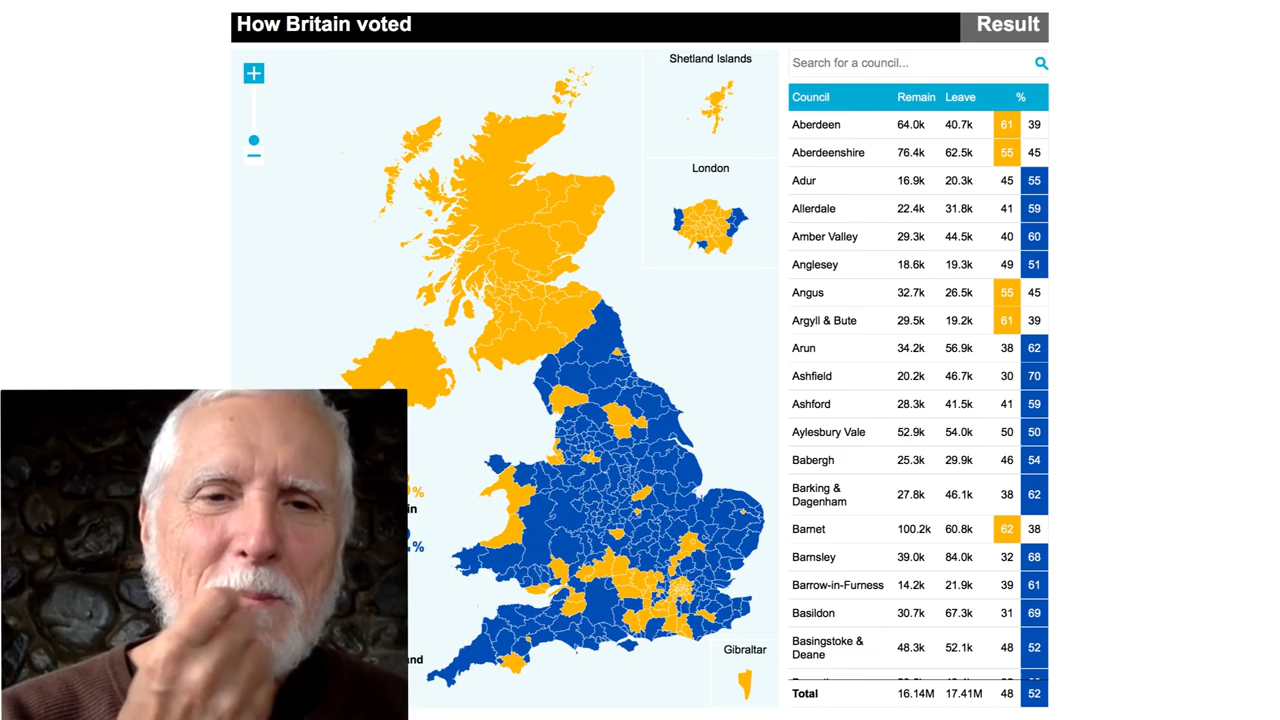 How Britain voted
Result
Shetland Islands
London
Gibraltar
%
in
%
nd
Search for a council...
Council Remain Leave %
Aberdeen 64.0k 40.7k 61 39
Aberdeenshire 76.4k 62.5k 55 45
Adur 16.9k 20.3k 45 55
Allerdale 22.4k 31.8k 41 59
Amber Valley 29.3k 44.5k 40 60
Anglesey 18.6k 19.3k 49 51
Angus 32.7k 26.5k 55 45
Argyll & Bute 29.5k 19.2k 61 39
Arun 34.2k 56.9k 38 62
Ashfield 20.2k 46.7k 30 70
Ashford 28.3k 41.5k 41 59
Aylesbury Vale 52.9k 54.0k 50 50
Babergh 25.3k 29.9k 46 54
Barking &
Dagenham 27.8k 46.1k 38 62
Barnet 100.2k 60.8k 62 38
Barnsley 39.0k 84.0k 32 68
Barrow-in-Furness 14.2k 21.9k 39 61
Basildon 30.7k 67.3k 31 69
Basingstoke &
Deane 48.3k 52.1k 48 52
Total 16.14M 17.41M 48 52